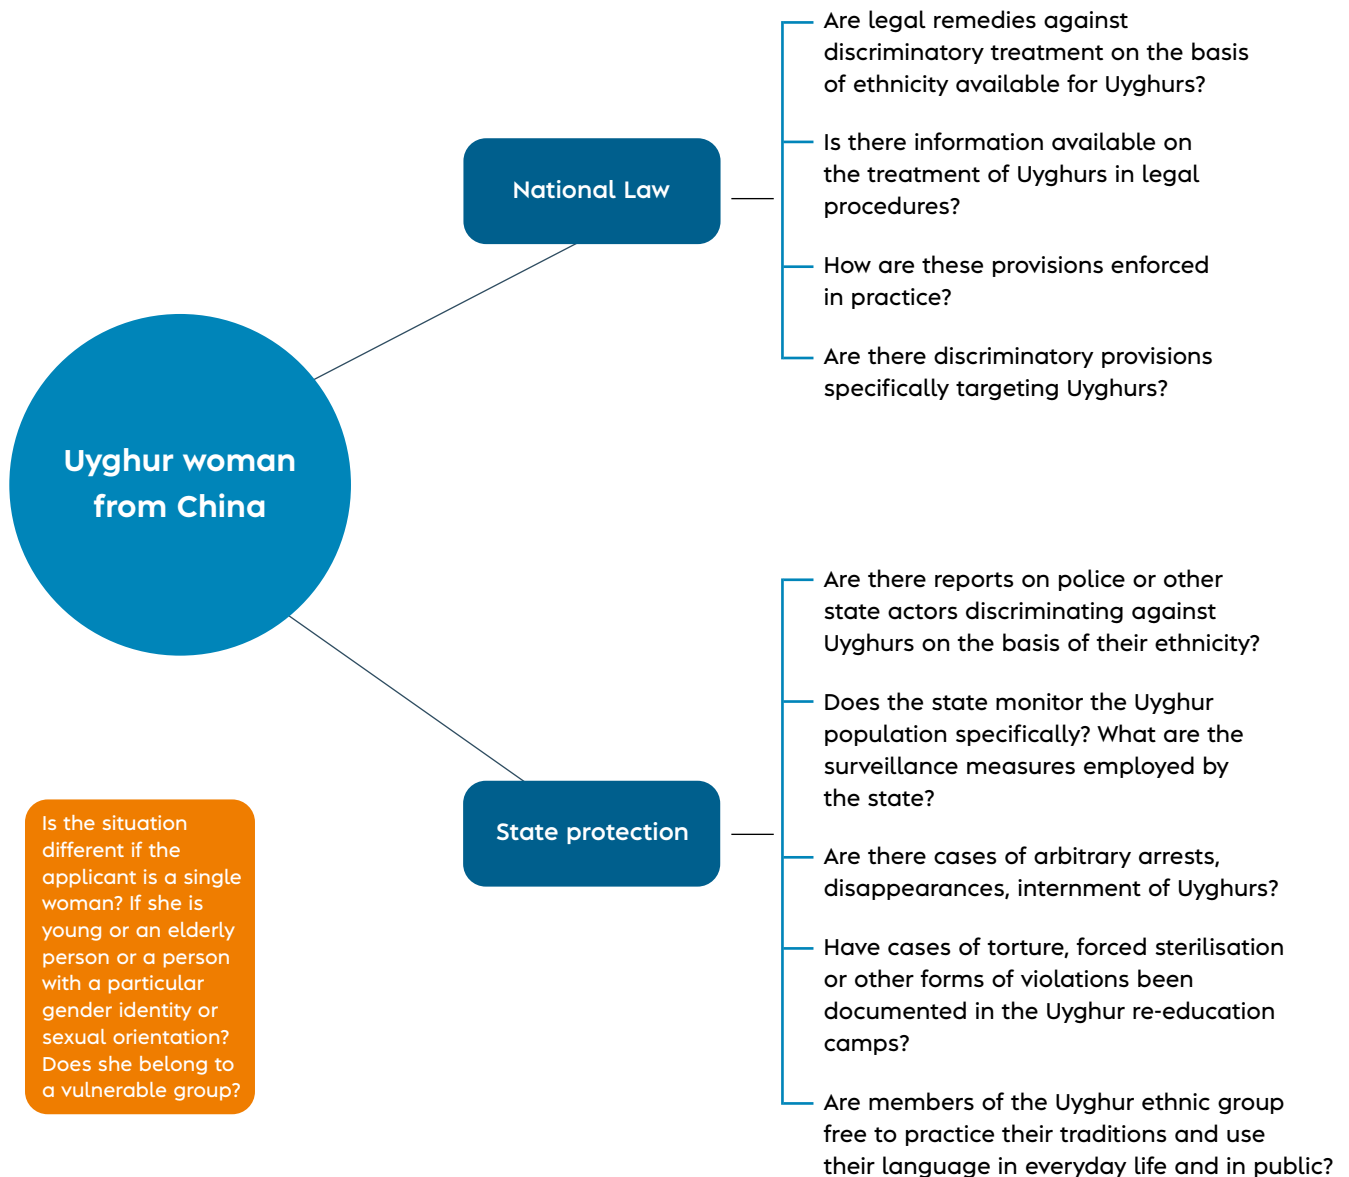 Are legal remedies against
discriminatory treatment on the basis
of ethnicity available for Uyghurs?
National Law
Is there information available on
the treatment of Uyghurs in legal
procedures?
How are these provisions enforced
in practice?
Are there discriminatory provisions
specifically targeting Uyghurs?
Uyghur woman
from China
Are there reports on police or other
state actors discriminating against
Uyghurs on the basis of their ethnicity?
Does the state monitor the Uyghur
population specifically? What are the
surveillance measures employed by
the state?
State protection
Are there cases of arbitrary arrests,
disappearances, internment of Uyghurs?
Have cases of torture, forced sterilisation
or other forms of violations been
documented in the Uyghur re-education
camps?
Are members of the Uyghur ethnic group
free to practice their traditions and use
their language in everyday life and in public?
Is the situation
different if the
applicant is a single
woman? If she is
young or an elderly
person or a person
with a particular
gender identity or
sexual orientation?
Does she belong to
a vulnerable group?